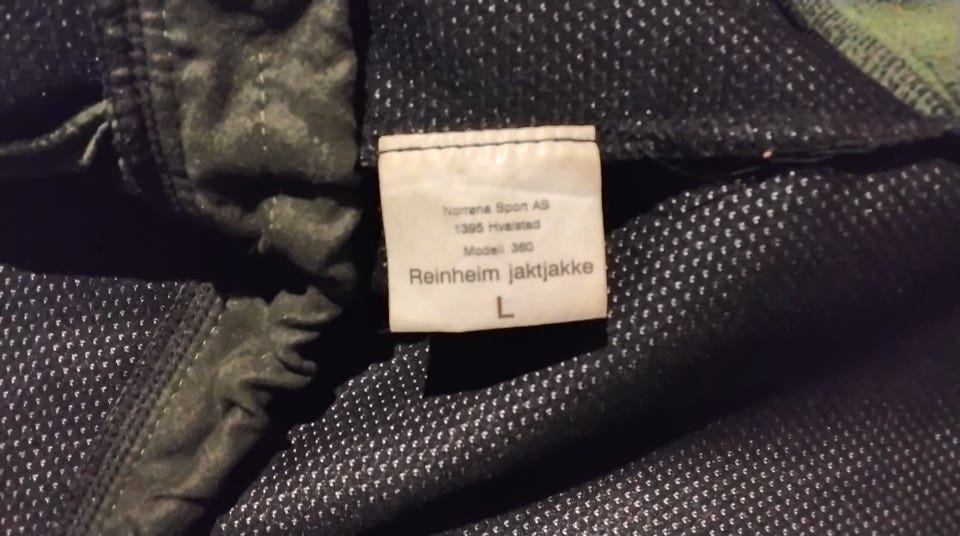 Norrøna Sport AS
1395 Hvalstad
Modell 360
Reinheim jaktjakke
L